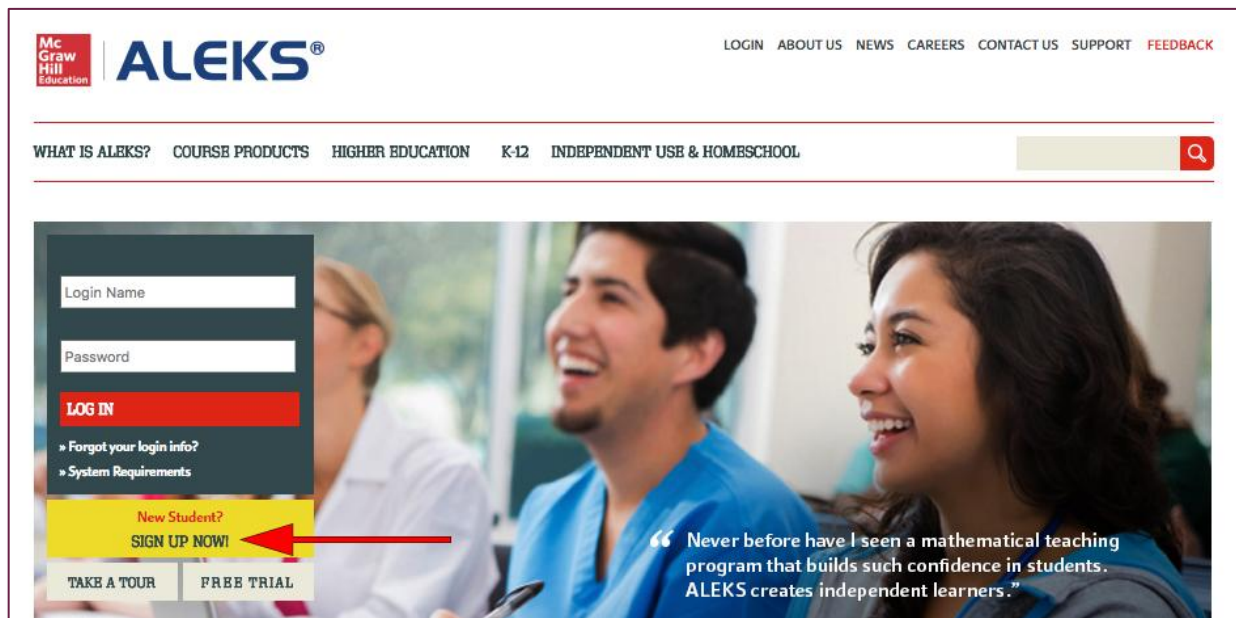 Mc
Graw
Hill
Education
ALEKS®
LOGIN ABOUT US NEWS CAREERS CONTACT US SUPPORT FEEDBACK
WHAT IS ALEKS? COURSE PRODUCTS HIGHER EDUCATION K-12 INDEPENDENT USE & HOMESCHOOL
Login Name
Password
LOG IN
» Forgot your login info?
» System Requirements
New Student?
SIGN UP NOW!
TAKE A TOUR FREE TRIAL
“ Never before have I seen a mathematical teaching
program that builds such confidence in students.
ALEKS creates independent learners.”